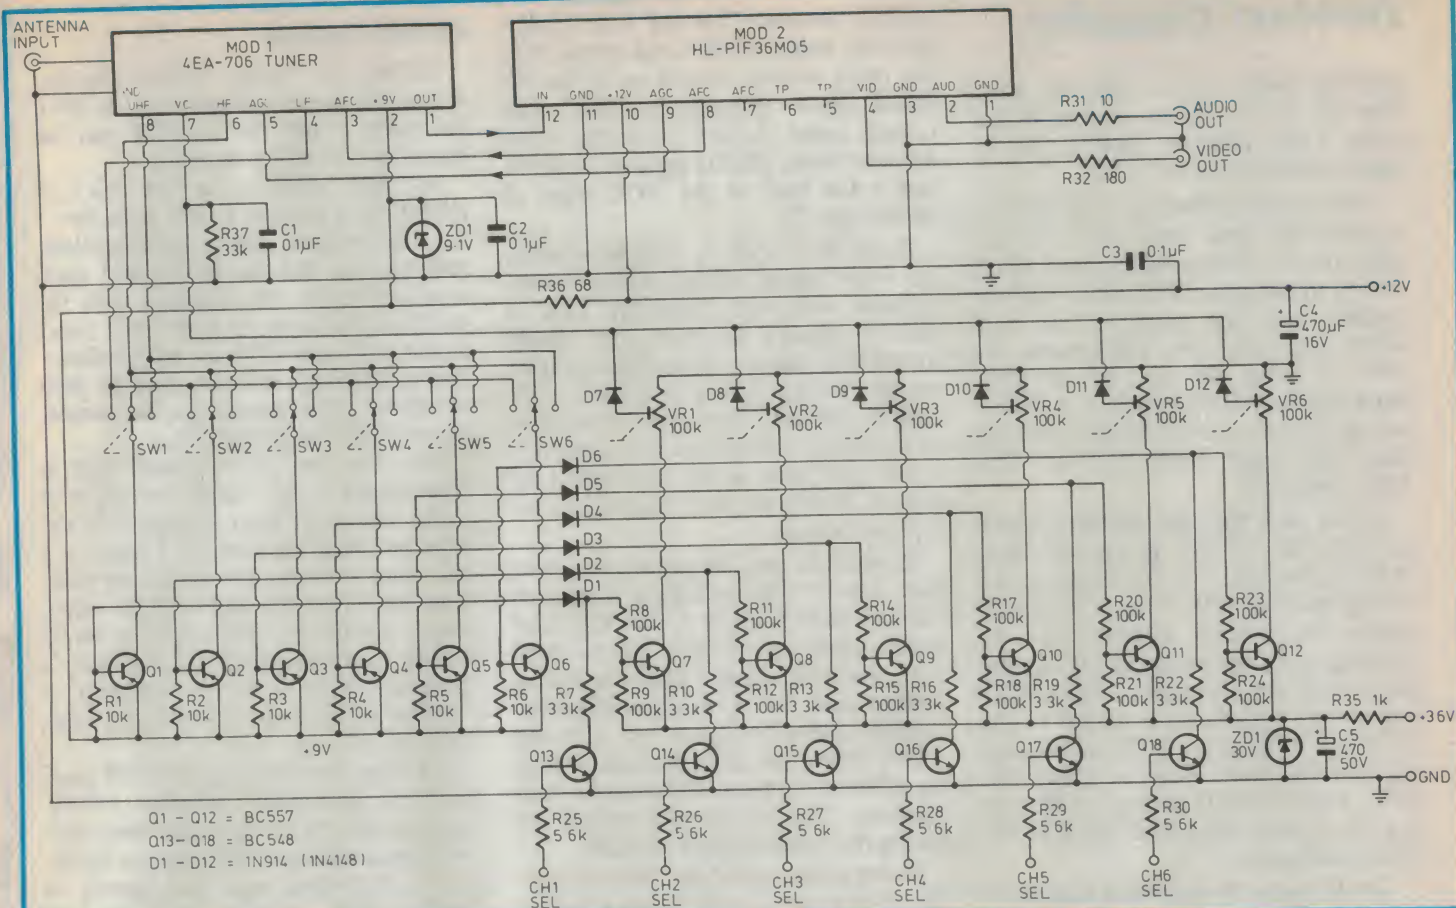 ANTENNA
INPUT
MOD 1
4EA-706 TUNER
MOD 2
HL-PIF36M05
UHF VC HF AGC LF AFC +9V OUT
8 7 6 5 4 3 2 1
IN GND +12V AGC AFC AFC TP TP VID GND AUD GND
12 11 10 9 8 7 6 5 4 3 2 1
R31 10
AUDIO
OUT
VIDEO
OUT
R32 180
R37
33k
C1
0.1µF
ZD1
9.1V
C2
0.1µF
C3
0.1µF
R36 68
+12V
C4
+
470µF
16V
D7
VR1
100k
D8
VR2
100k
D9
VR3
100k
D10
VR4
100k
D11
VR5
100k
D12
VR6
100k
SW1
SW2
SW3
SW4
SW5
SW6
D6
D5
D4
D3
D2
D1
R8
100k
R11
100k
R14
100k
R17
100k
R20
100k
R23
100k
Q1
Q2
Q3
Q4
Q5
Q6
Q7
Q8
Q9
Q10
Q11
Q12
R1
10k
R2
10k
R3
10k
R4
10k
R5
10k
R6
10k
R7
3.3k
R9
100k
R10
3.3k
R12
100k
R13
3.3k
R15
100k
R16
3.3k
R18
100k
R19
3.3k
R21
100k
R22
3.3k
R24
100k
R35 1k
+36V
+9V
Q13
Q14
Q15
Q16
Q17
Q18
ZD1
30V
+
C5
470
50V
GND
Q1 - Q12 = BC557
Q13 - Q18 = BC548
D1 - D12 = 1N914 (1N4148)
R25
5.6k
R26
5.6k
R27
5.6k
R28
5.6k
R29
5.6k
R30
5.6k
CH1
SEL
CH2
SEL
CH3
SEL
CH4
SEL
CH5
SEL
CH6
SEL